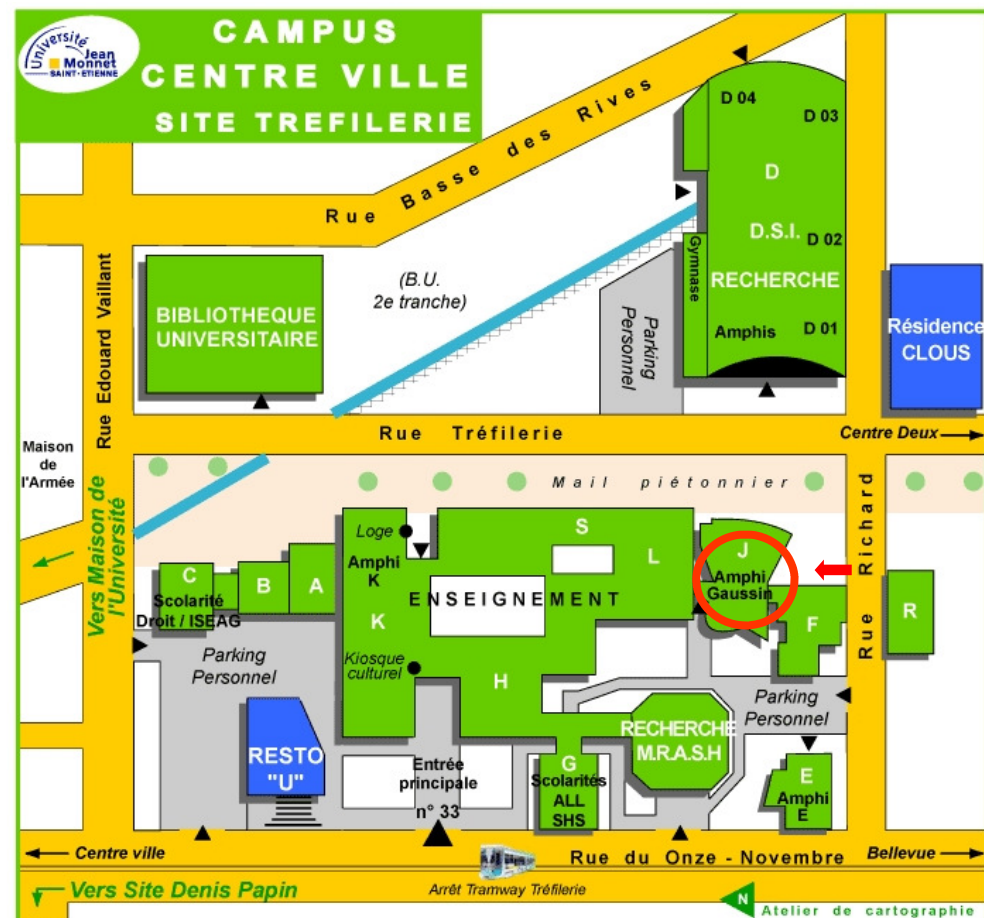 Université
Jean
Monnet
SAINT-ETIENNE
CAMPUS
CENTRE VILLE
SITE TREFILERIE
Rue Basse des Rives
D 04
D 03
D
D.S.I.
D 02
Gymnase
RECHERCHE
Amphis
D 01
Parking
Personnel
Résidence
CLOUS
(B.U.
2e tranche)
BIBLIOTHEQUE
UNIVERSITAIRE
Rue Edouard Vaillant
Rue Tréfilerie
Centre Deux
Maison
de
l'Armée
Vers Maison de
l'Université
Mail piétonnier
Rue Richard
Loge
Amphi
K
K
S
L
J
Amphi
Gaussin
C
Scolarité
Droit / ISEAG
B
A
ENSEIGNEMENT
F
R
Parking
Personnel
Kiosque
culturel
H
Parking
Personnel
RECHERCHE
M.R.A.S.H
RESTO
"U"
Entrée
principale
n° 33
G
Scolarités
ALL
SHS
E
Amphi
E
Centre ville
Rue du Onze - Novembre
Bellevue
Vers Site Denis Papin
Arrêt Tramway Tréfilerie
N
Atelier de cartographie